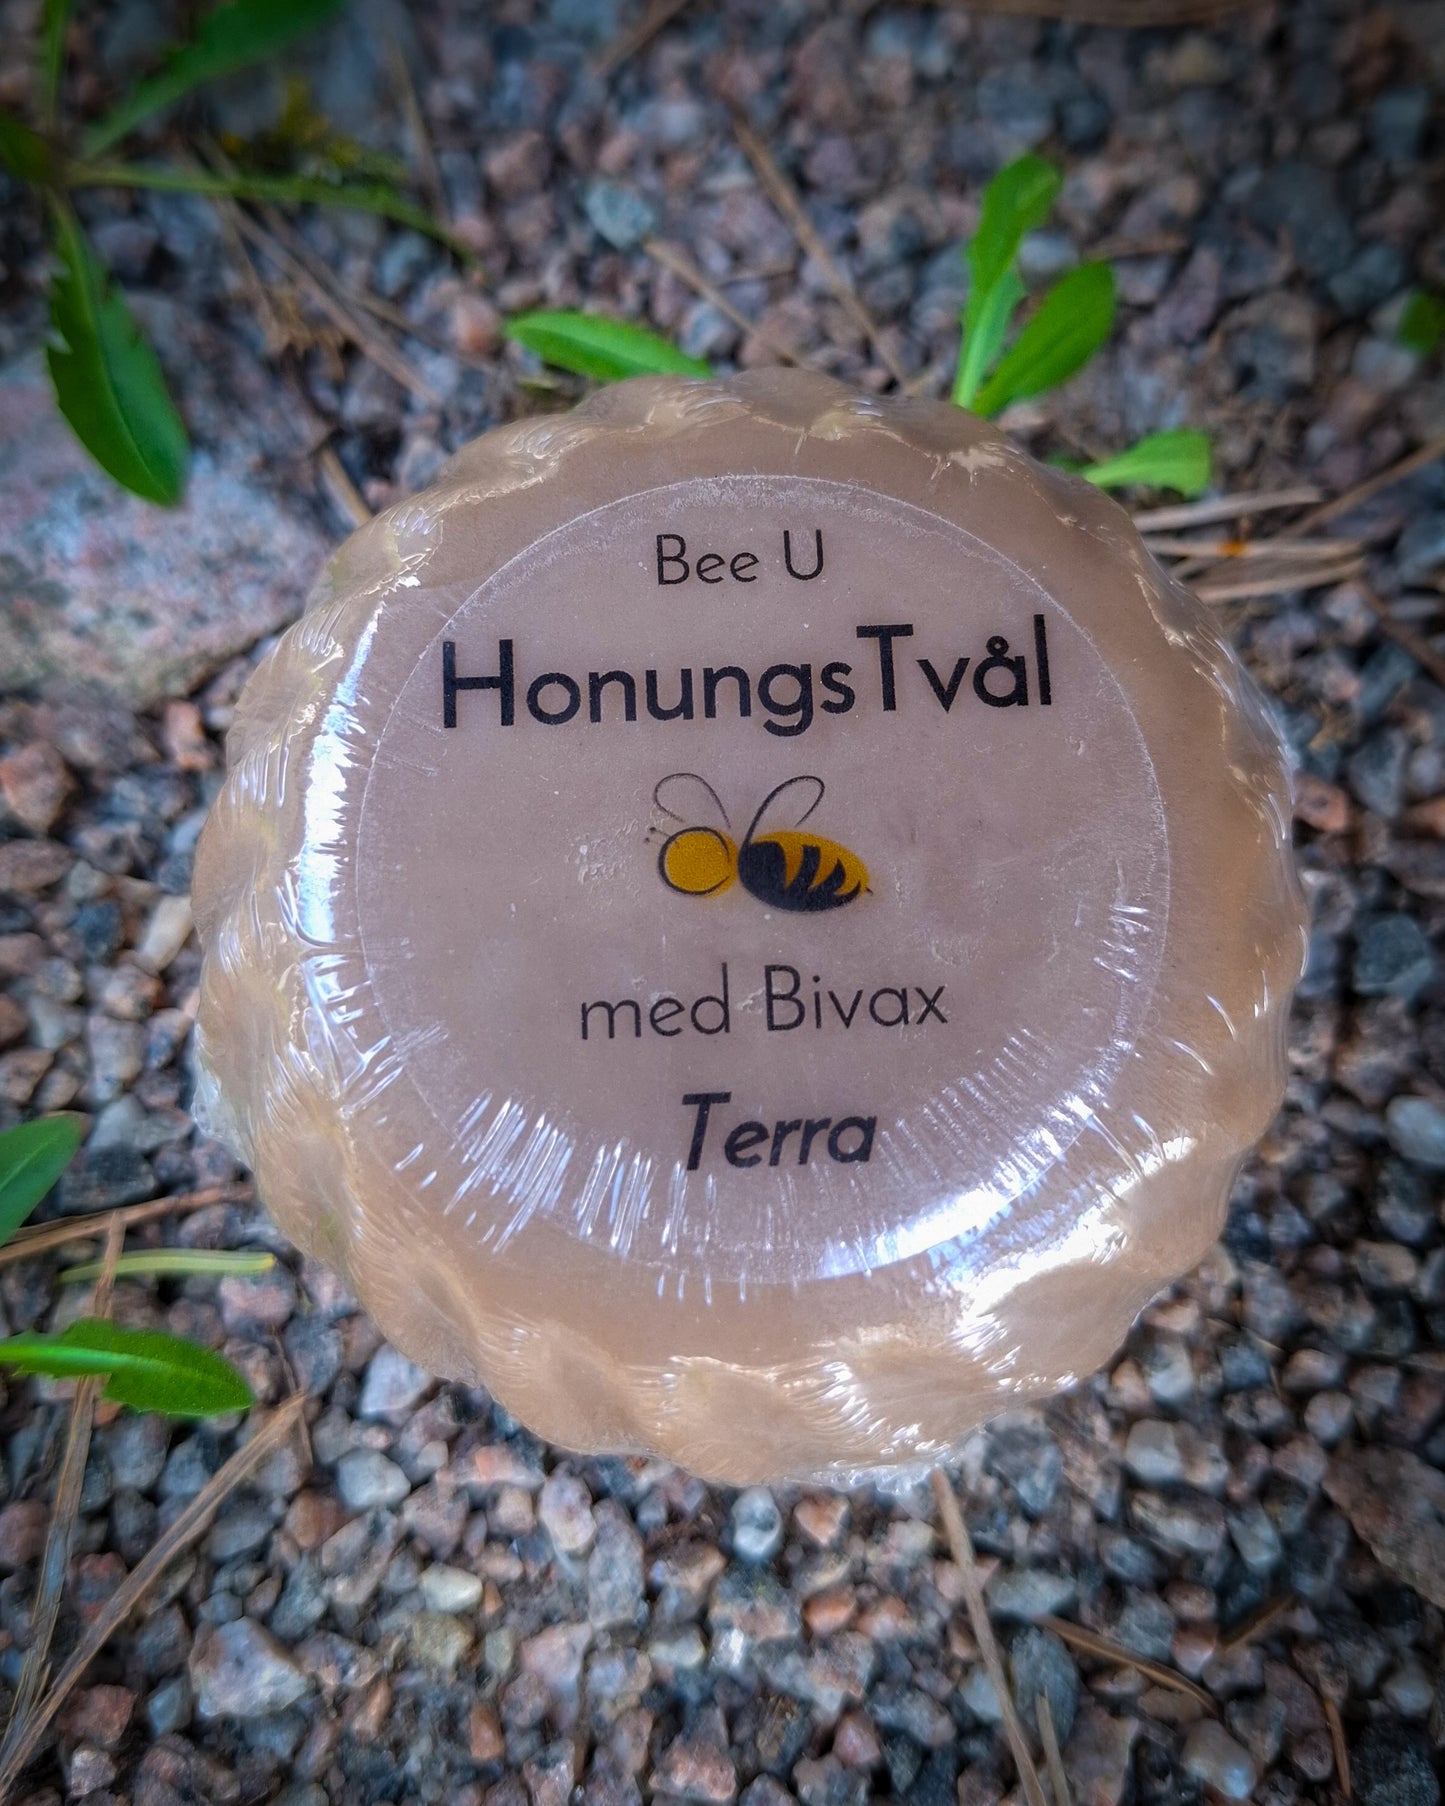 Bee U
HonungsTvål
med Bivax
Terra